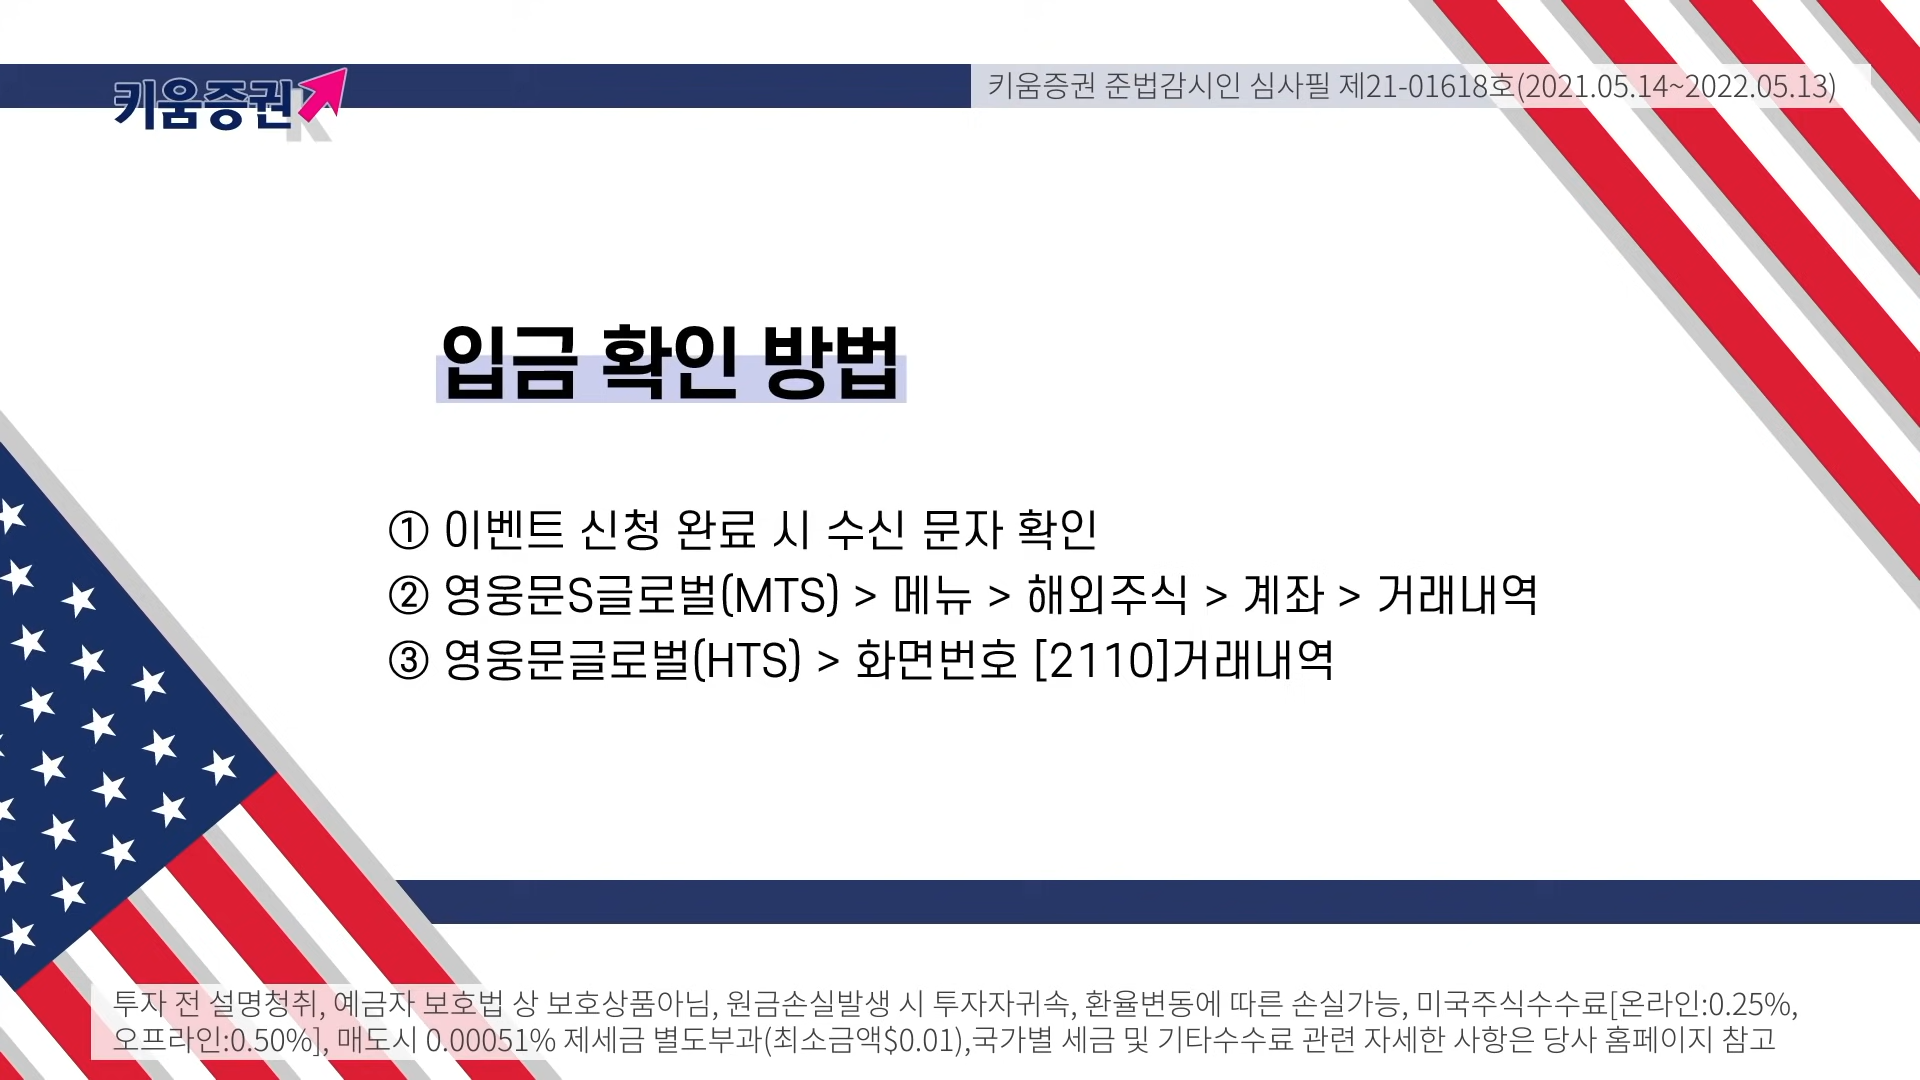 키움증권
키움증권 준법감시인 심사필 제21-01618호(2021.05.14~2022.05.13)
입금 확인 방법
① 이벤트 신청 완료 시 수신 문자 확인
② 영웅문S글로벌(MTS) > 메뉴 > 해외주식 > 계좌 > 거래내역
③ 영웅문글로벌(HTS) > 화면번호 [2110]거래내역
투자 전 설명청취, 예금자 보호법 상 보호상품아님, 원금손실발생 시 투자자귀속, 환율변동에 따른 손실가능, 미국주식수수료[온라인:0.25%,
오프라인:0.50%], 매도시 0.00051% 제세금 별도부과(최소금액$0.01),국가별 세금 및 기타수수료 관련 자세한 사항은 당사 홈페이지 참고